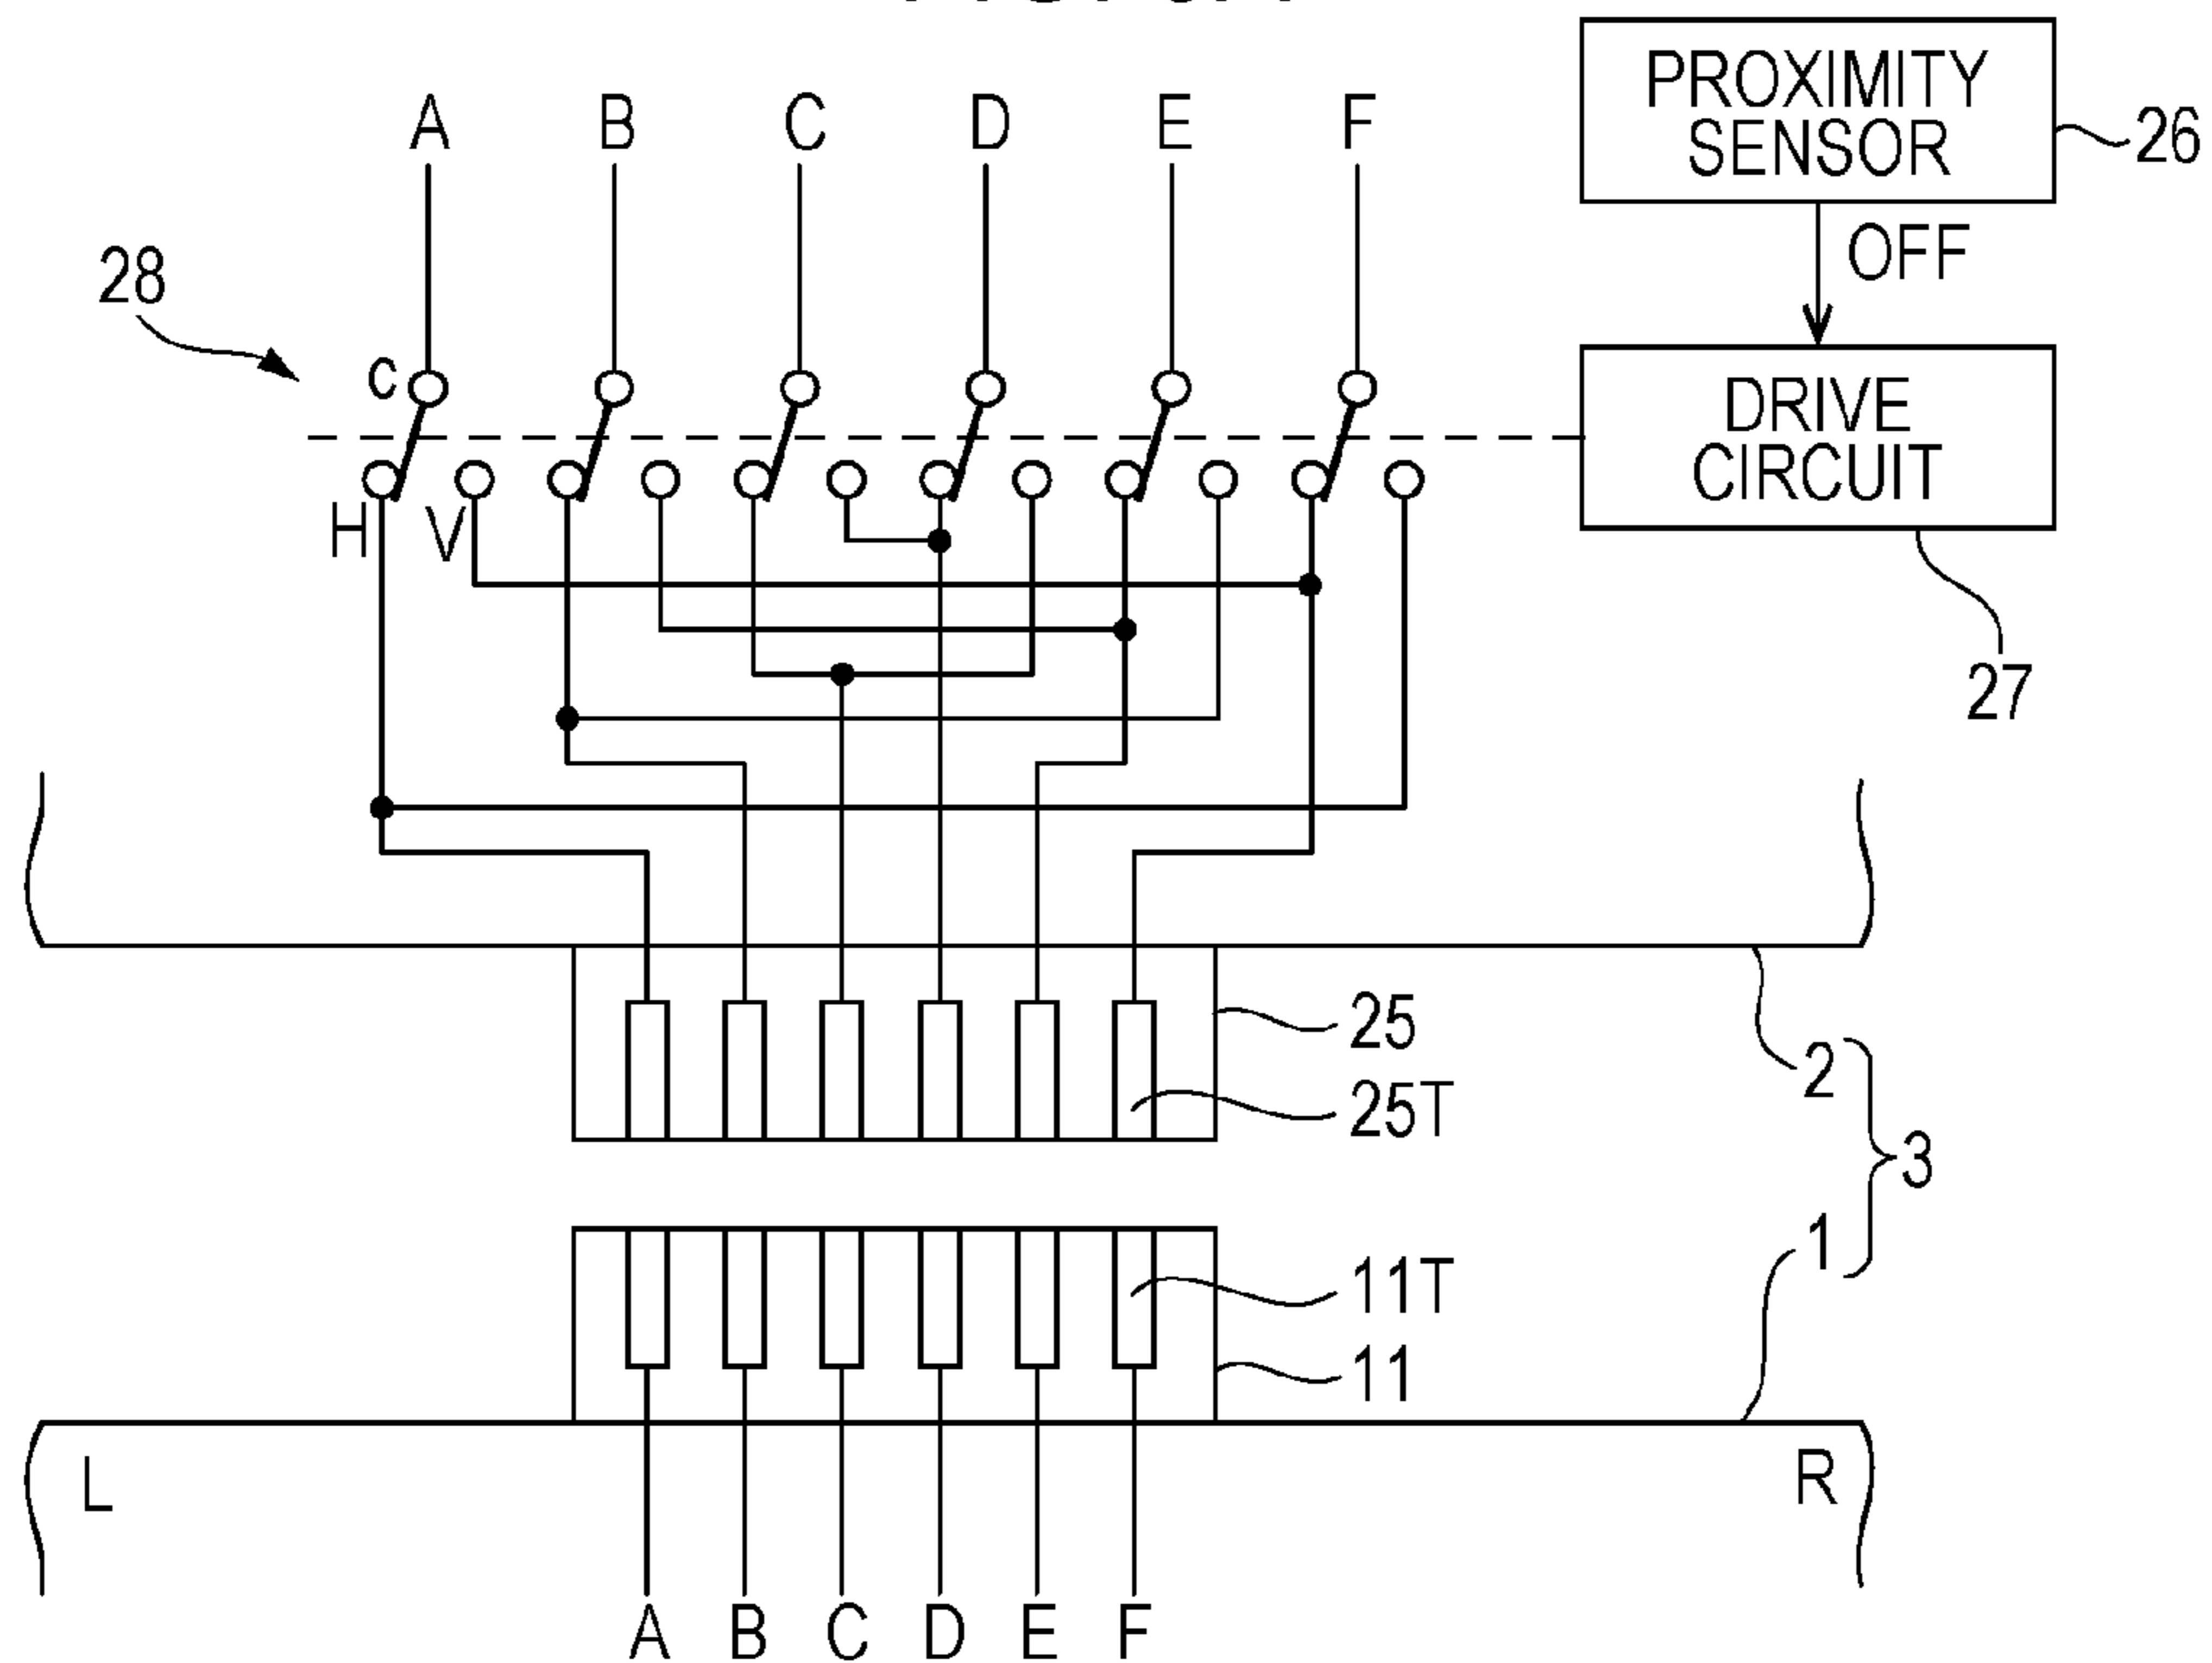 A B C D E F
PROXIMITY
SENSOR
26
OFF
28
c
DRIVE
CIRCUIT
H V
27
25
25T
2
3
11T
1
11
L R
A B C D E F